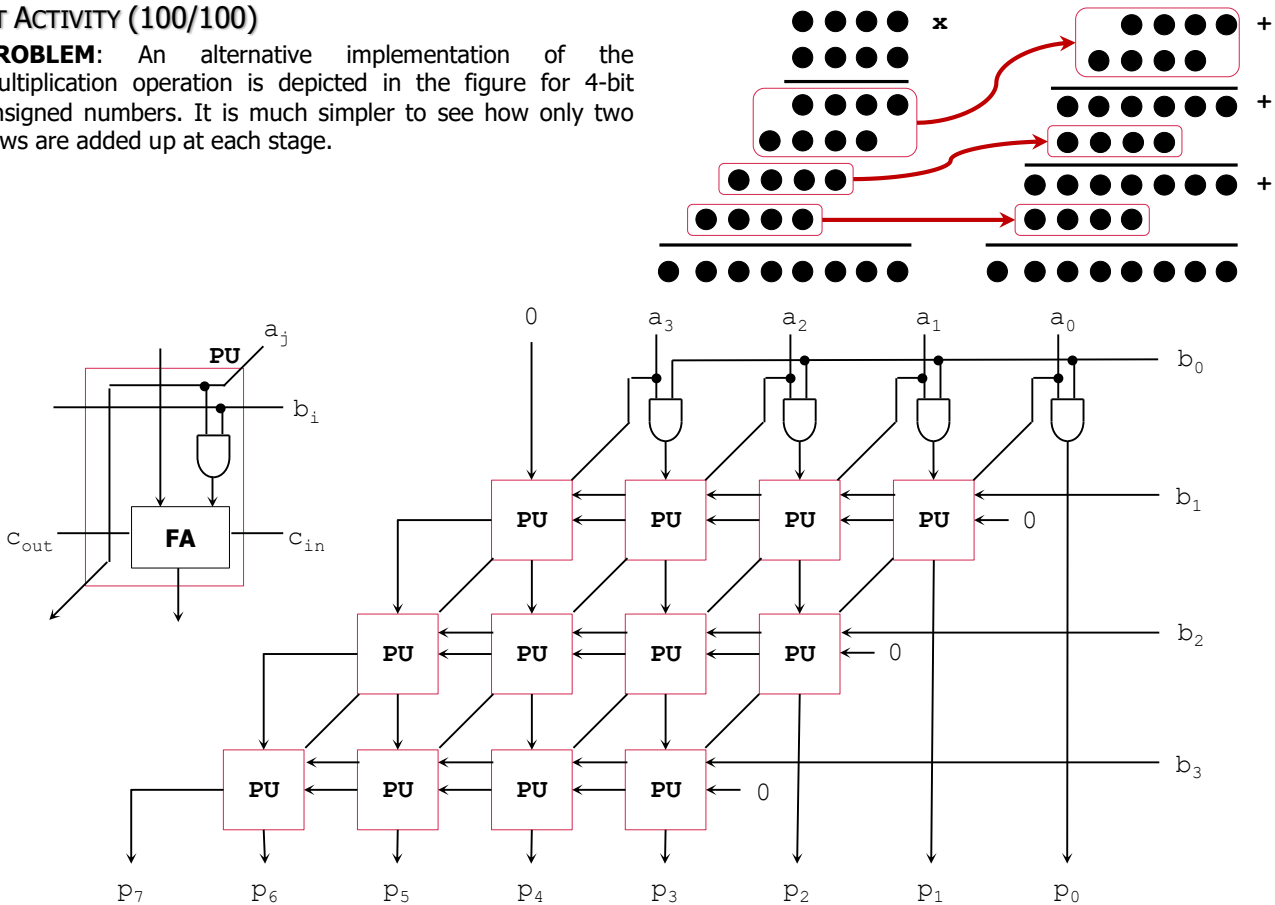 T ACTIVITY (100/100)
ROBLEM: An alternative implementation of the
ultiplication operation is depicted in the figure for 4-bit
nsigned numbers. It is much simpler to see how only two
ws are added up at each stage.
x
+
+
+
0 a3 a2 a1 a0
b0
PU aj
bi
FA
cout cin
PU PU PU PU 0 b1
PU PU PU PU 0 b2
PU PU PU PU 0 b3
p7 p6 p5 p4 p3 p2 p1 p0